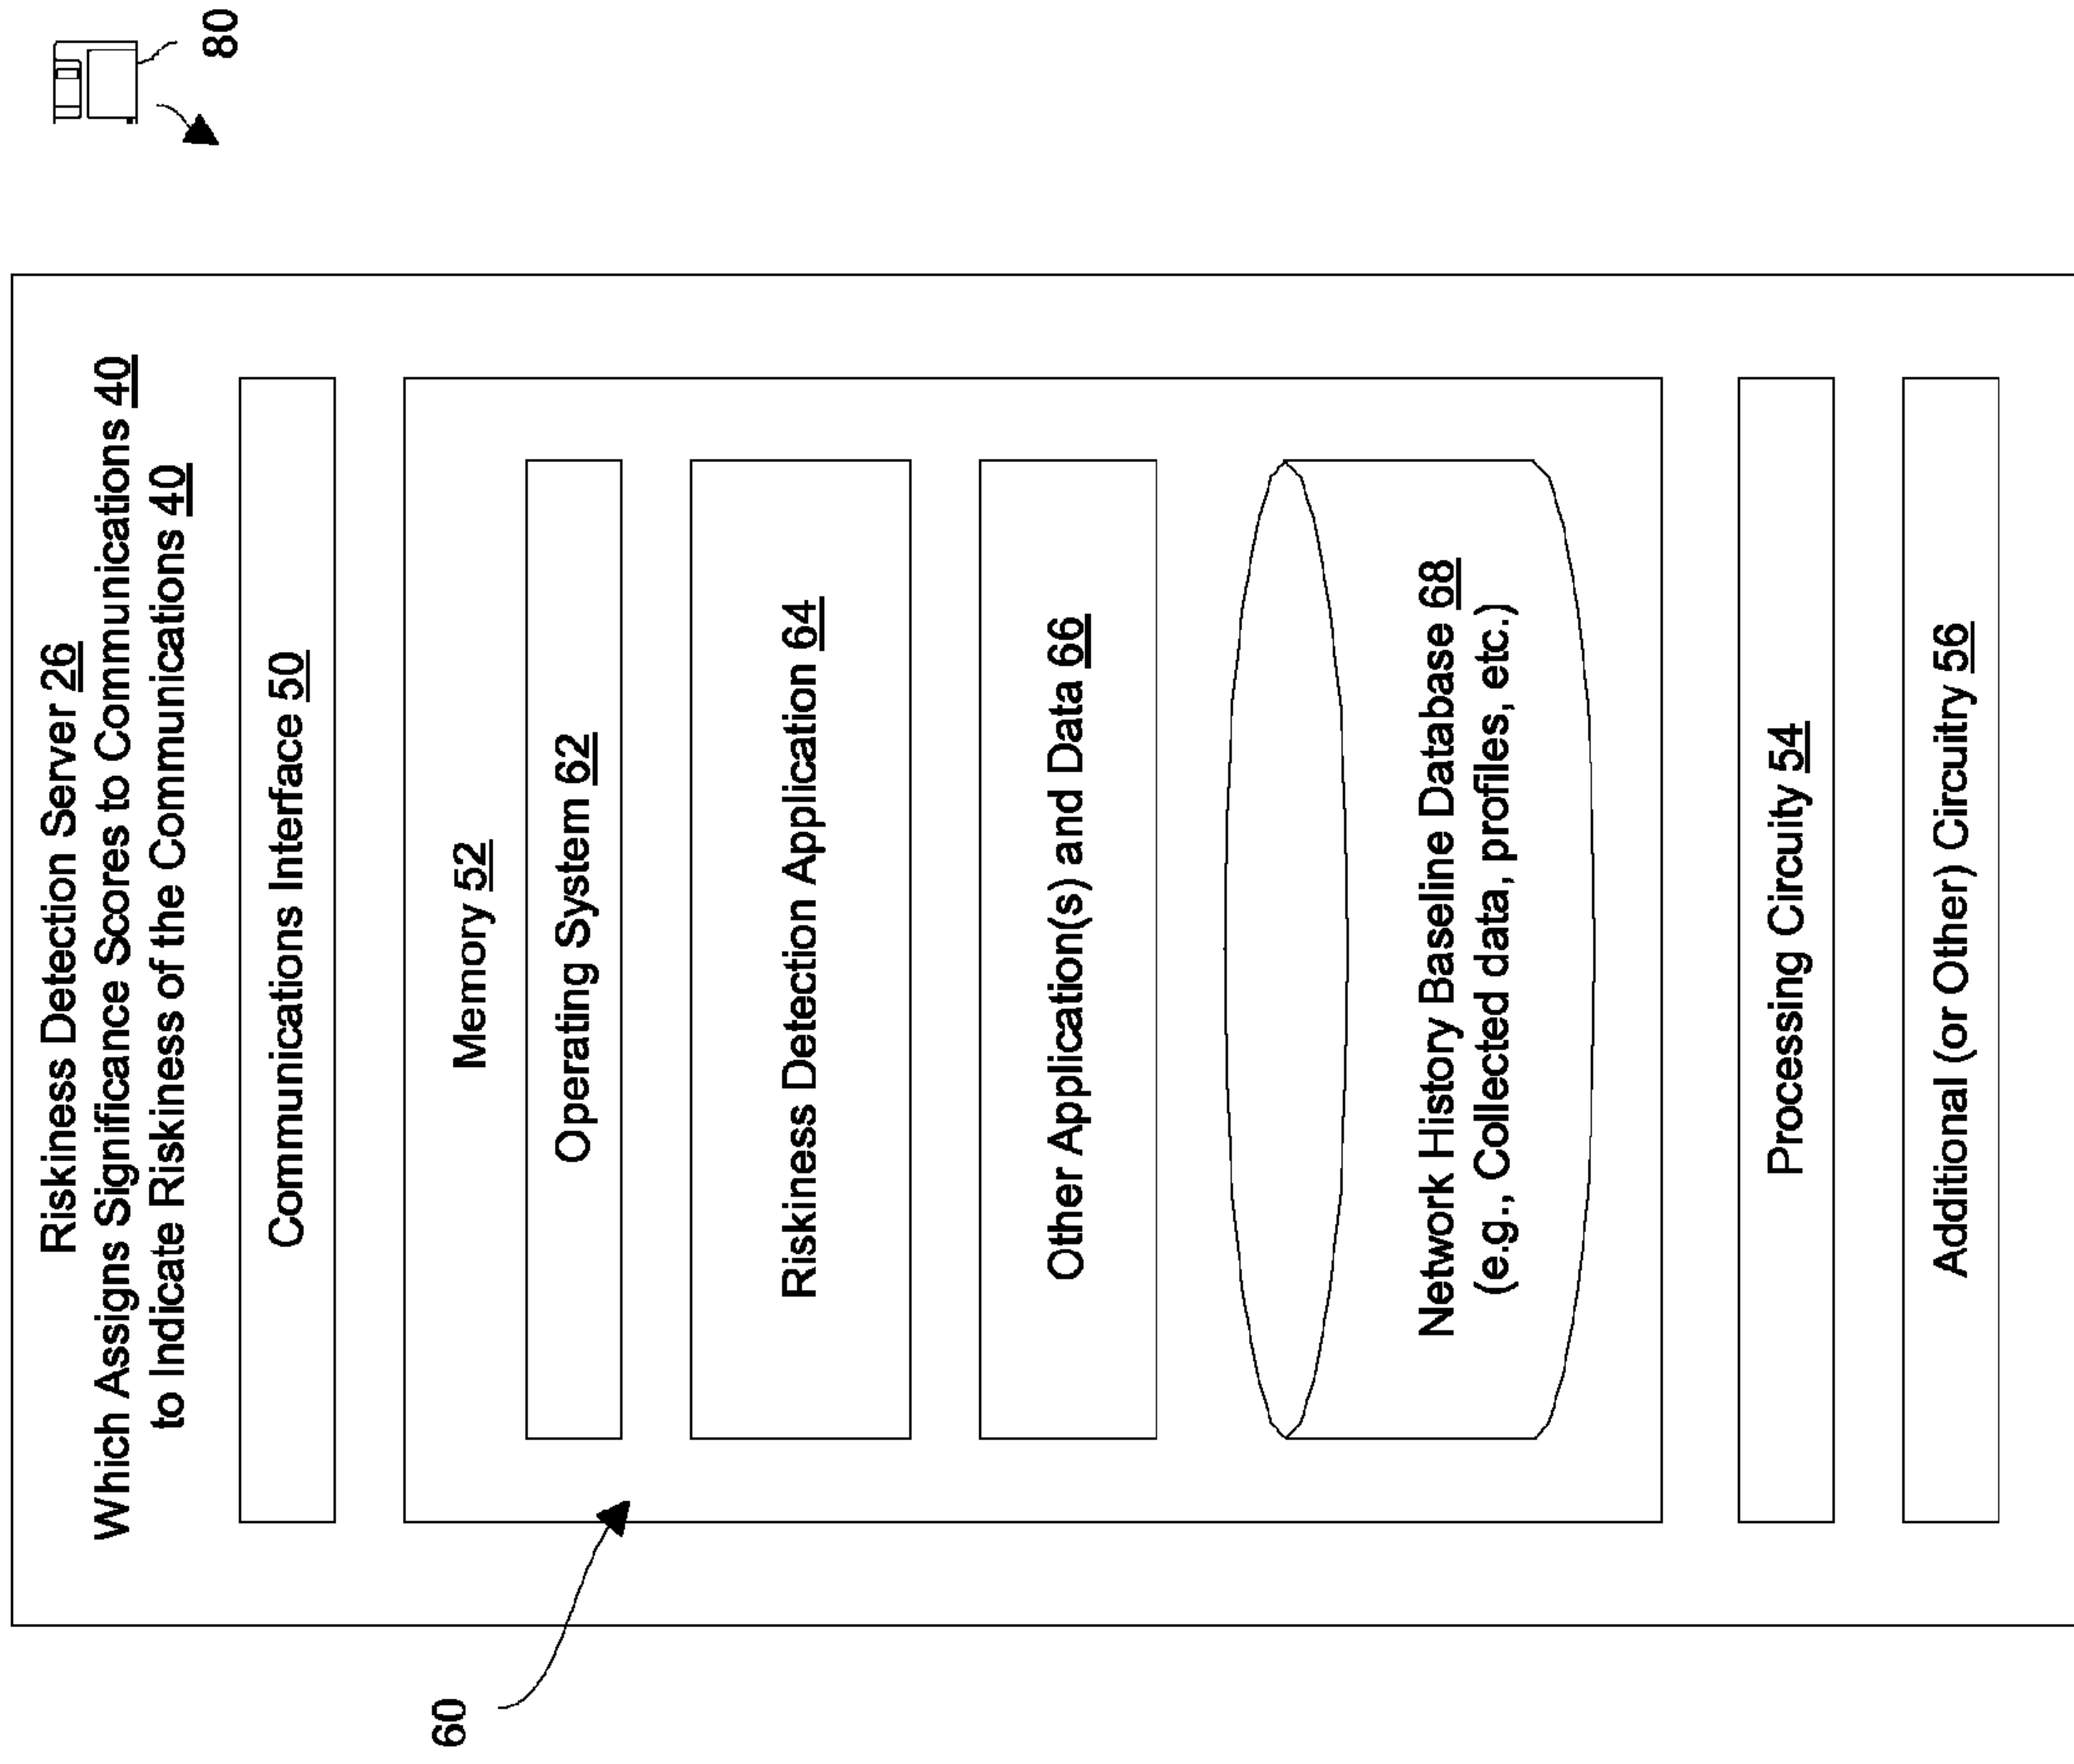 80
Riskiness Detection Server 26
Which Assigns Significance Scores to Communications 40
to Indicate Riskiness of the Communications 40
Communications Interface 50
60
Memory 52
Operating System 62
Riskiness Detection Application 64
Other Application(s) and Data 66
Network History Baseline Database 68
(e.g., Collected data, profiles, etc.)
Processing Circuity 54
Additional (or Other) Circuitry 56